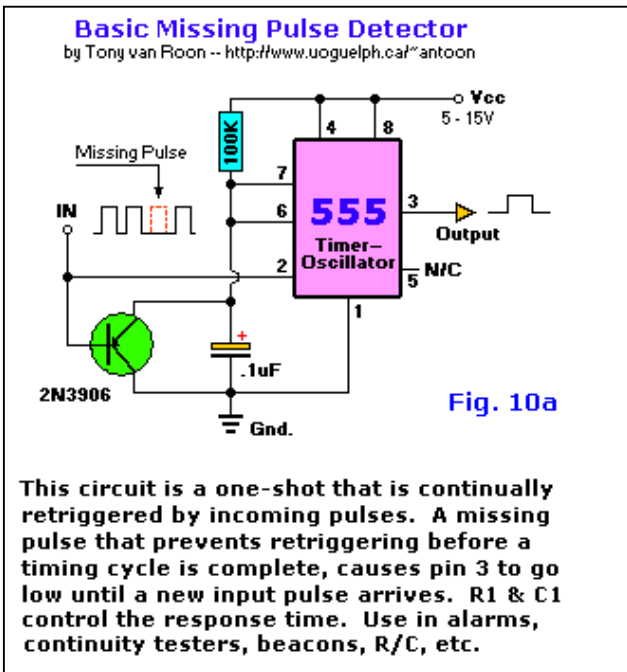 Basic Missing Pulse Detector
by Tony van Roon -- http://www.uoguelph.ca/~antoon
Vcc
5 - 15V
4 8
100K
Missing Pulse
7
IN
6
555
3
Timer-
Oscillator
Output
2
N/C
5
1
+
.1uF
2N3906
Fig. 10a
Gnd.
This circuit is a one-shot that is continually
retriggered by incoming pulses. A missing
pulse that prevents retriggering before a
timing cycle is complete, causes pin 3 to go
low until a new input pulse arrives. R1 & C1
control the response time. Use in alarms,
continuity testers, beacons, R/C, etc.